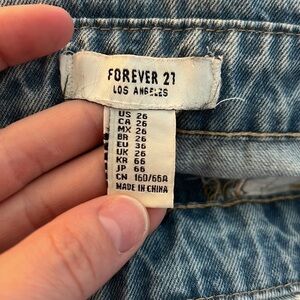 FOREVER 21
LOS ANGELES
US 26
CA 26
MX 26
BR 26
EU 36
UK 26
KR 66
JP 66
CN 160/66A
MADE IN CHINA